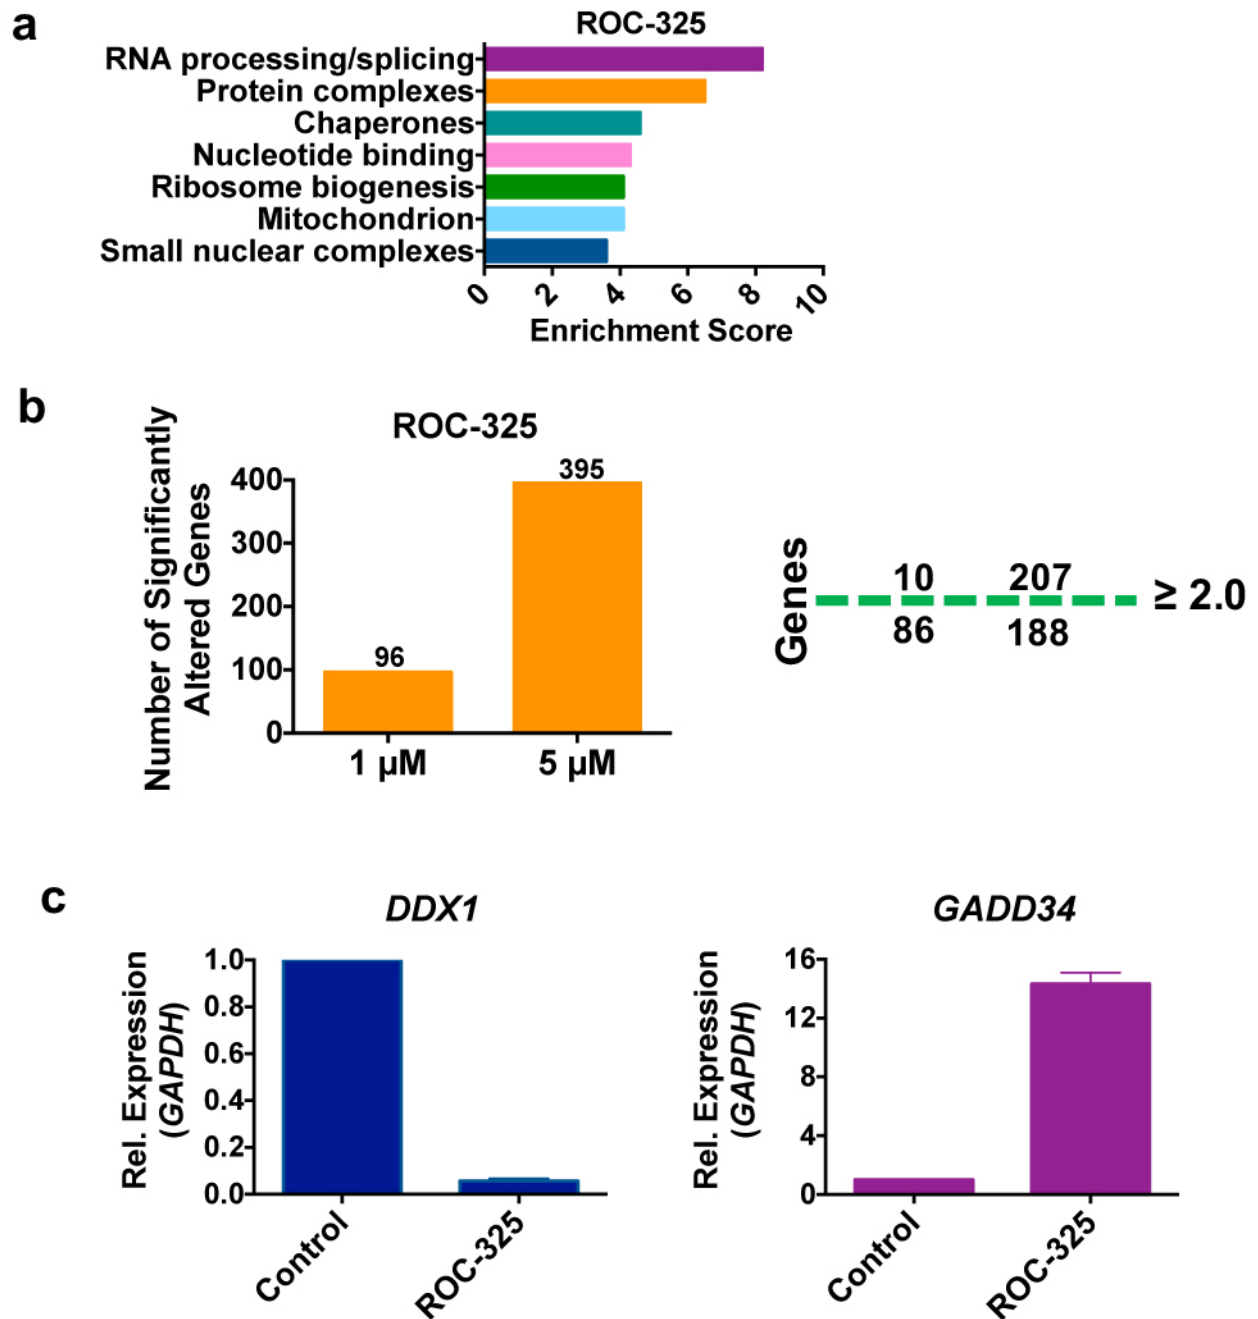 a
ROC-325
RNA processing/splicing
Protein complexes
Chaperones
Nucleotide binding
Ribosome biogenesis
Mitochondrion
Small nuclear complexes
0 2 4 6 8 10
Enrichment Score
b
ROC-325
Number of Significantly
Altered Genes
400
300
200
100
0
96
395
1 µM 5 µM
Genes
10 207
86 188
≥ 2.0
c
DDX1
Rel. Expression
(GAPDH)
1.0
0.8
0.6
0.4
0.2
0.0
Control
ROC-325
GADD34
Rel. Expression
(GAPDH)
16
12
8
4
0
Control
ROC-325